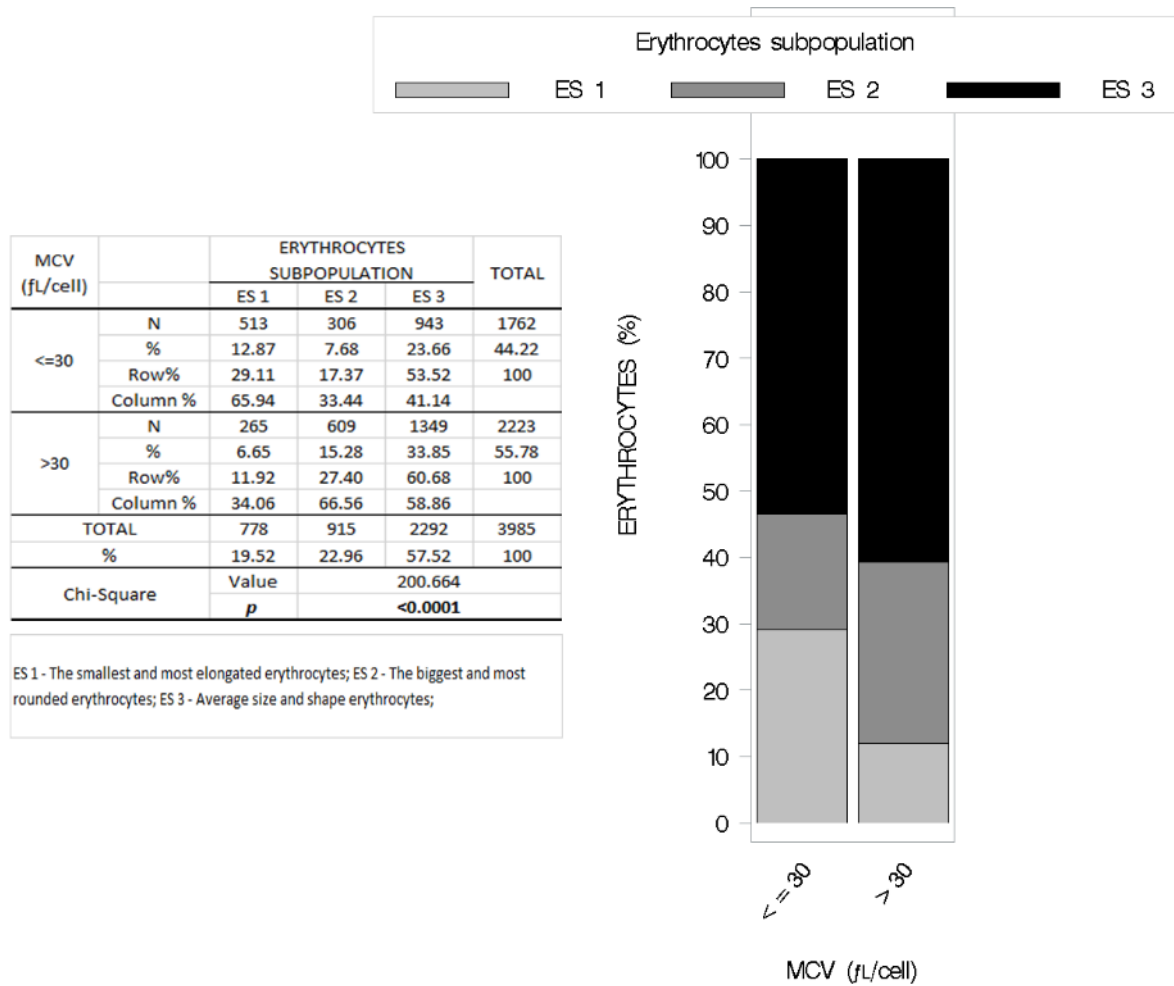 Erythrocytes subpopulation
ES 1 ES 2 ES 3
MCV (ƒL/cell) ERYTHROCYTES SUBPOPULATION TOTAL
ES 1 ES 2 ES 3
<=30 N 513 306 943 1762
% 12.87 7.68 23.66 44.22
Row% 29.11 17.37 53.52 100
Column % 65.94 33.44 41.14
>30 N 265 609 1349 2223
% 6.65 15.28 33.85 55.78
Row% 11.92 27.40 60.68 100
Column % 34.06 66.56 58.86
TOTAL 778 915 2292 3985
% 19.52 22.96 57.52 100
Chi-Square Value 200.664
p <0.0001
ES 1 - The smallest and most elongated erythrocytes; ES 2 - The biggest and most
rounded erythrocytes; ES 3 - Average size and shape erythrocytes;
ERYTHROCYTES (%)
100
90
80
70
60
50
40
30
20
10
0
<=30
>30
MCV (ƒL/cell)